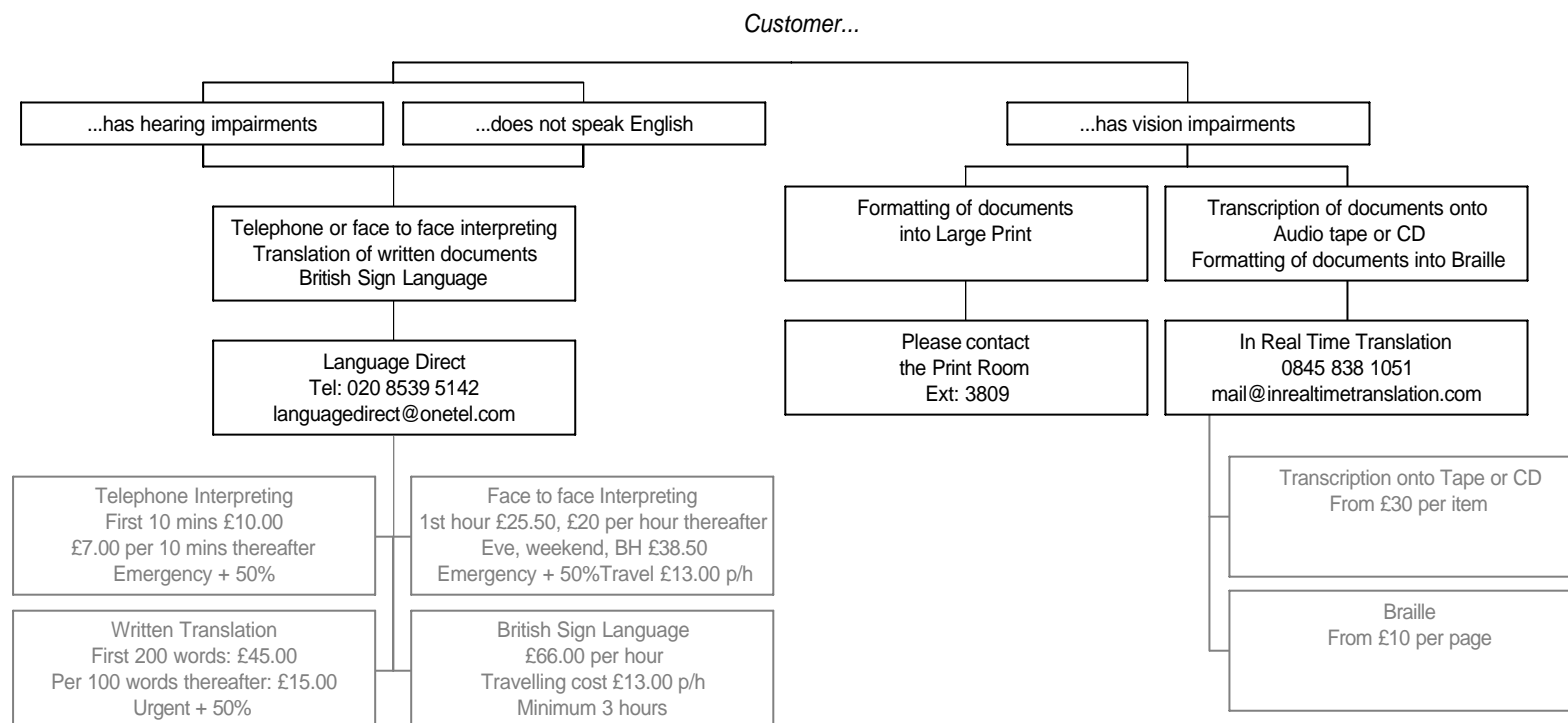 Customer...
...has hearing impairments
...does not speak English
...has vision impairments
Telephone or face to face interpreting
Translation of written documents
British Sign Language
Formatting of documents
into Large Print
Transcription of documents onto
Audio tape or CD
Formatting of documents into Braille
Language Direct
Tel: 020 8539 5142
languagedirect@onetel.com
Please contact
the Print Room
Ext: 3809
In Real Time Translation
0845 838 1051
mail@inrealtimetranslation.com
Telephone Interpreting
First 10 mins £10.00
£7.00 per 10 mins thereafter
Emergency + 50%
Face to face Interpreting
1st hour £25.50, £20 per hour thereafter
Eve, weekend, BH £38.50
Emergency + 50%Travel £13.00 p/h
Transcription onto Tape or CD
From £30 per item
Written Translation
First 200 words: £45.00
Per 100 words thereafter: £15.00
Urgent + 50%
British Sign Language
£66.00 per hour
Travelling cost £13.00 p/h
Minimum 3 hours
Braille
From £10 per page